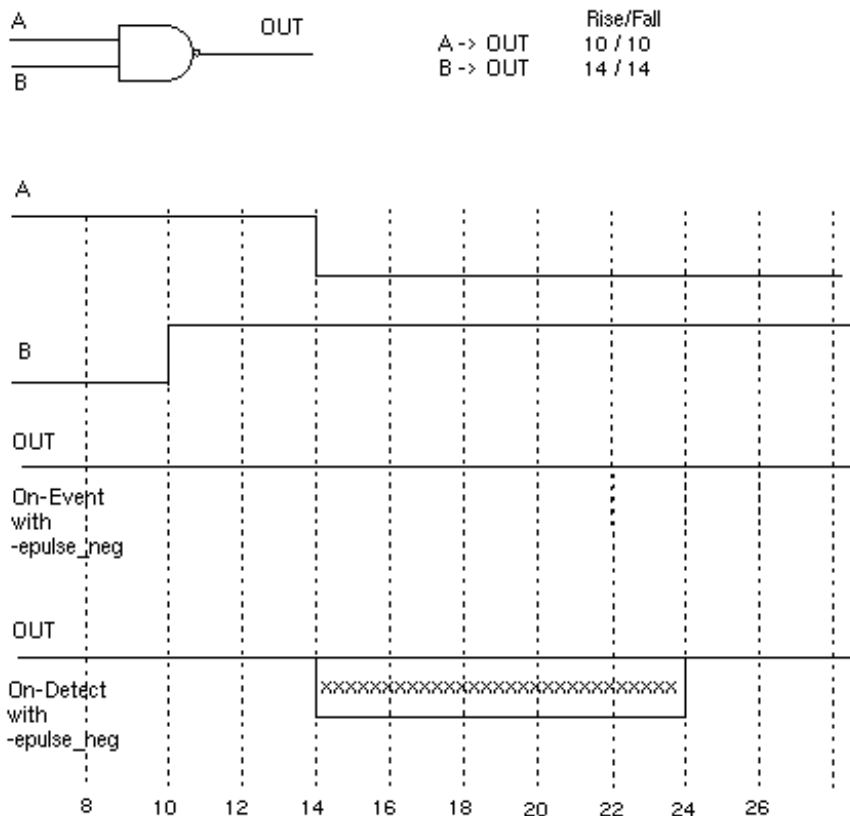 A
OUT
B
Rise/Fall
A -> OUT 10 / 10
B -> OUT 14 / 14
A
B
OUT
On-Event
with
-epulse_neg
OUT
XXXXXXXXXXXXXXXXXXXXXXXXXXXXX
On-Detect
with
-epulse_neg
8 10 12 14 16 18 20 22 24 26